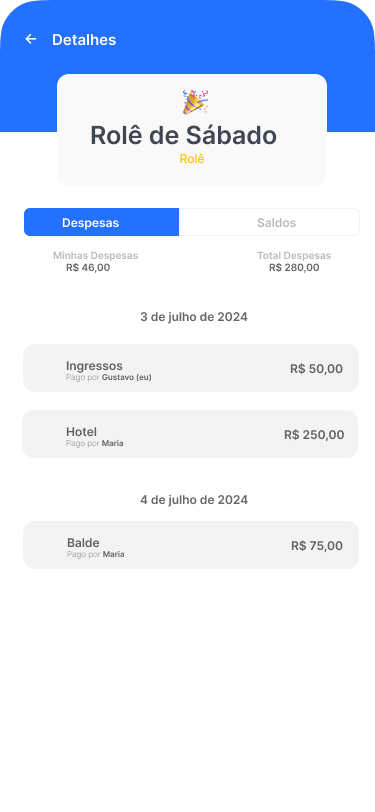 Detalhes
Rolê de Sábado
Rolê
Despesas
Saldos
Minhas Despesas
Total Despesas
R$ 46,00
R$ 280,00
3 de julho de 2024
Ingressos
Pago por Gustavo (eu)
R$ 50,00
Hotel
Pago por Maria
R$ 250,00
4 de julho de 2024
Balde
Pago por Maria
R$ 75,00